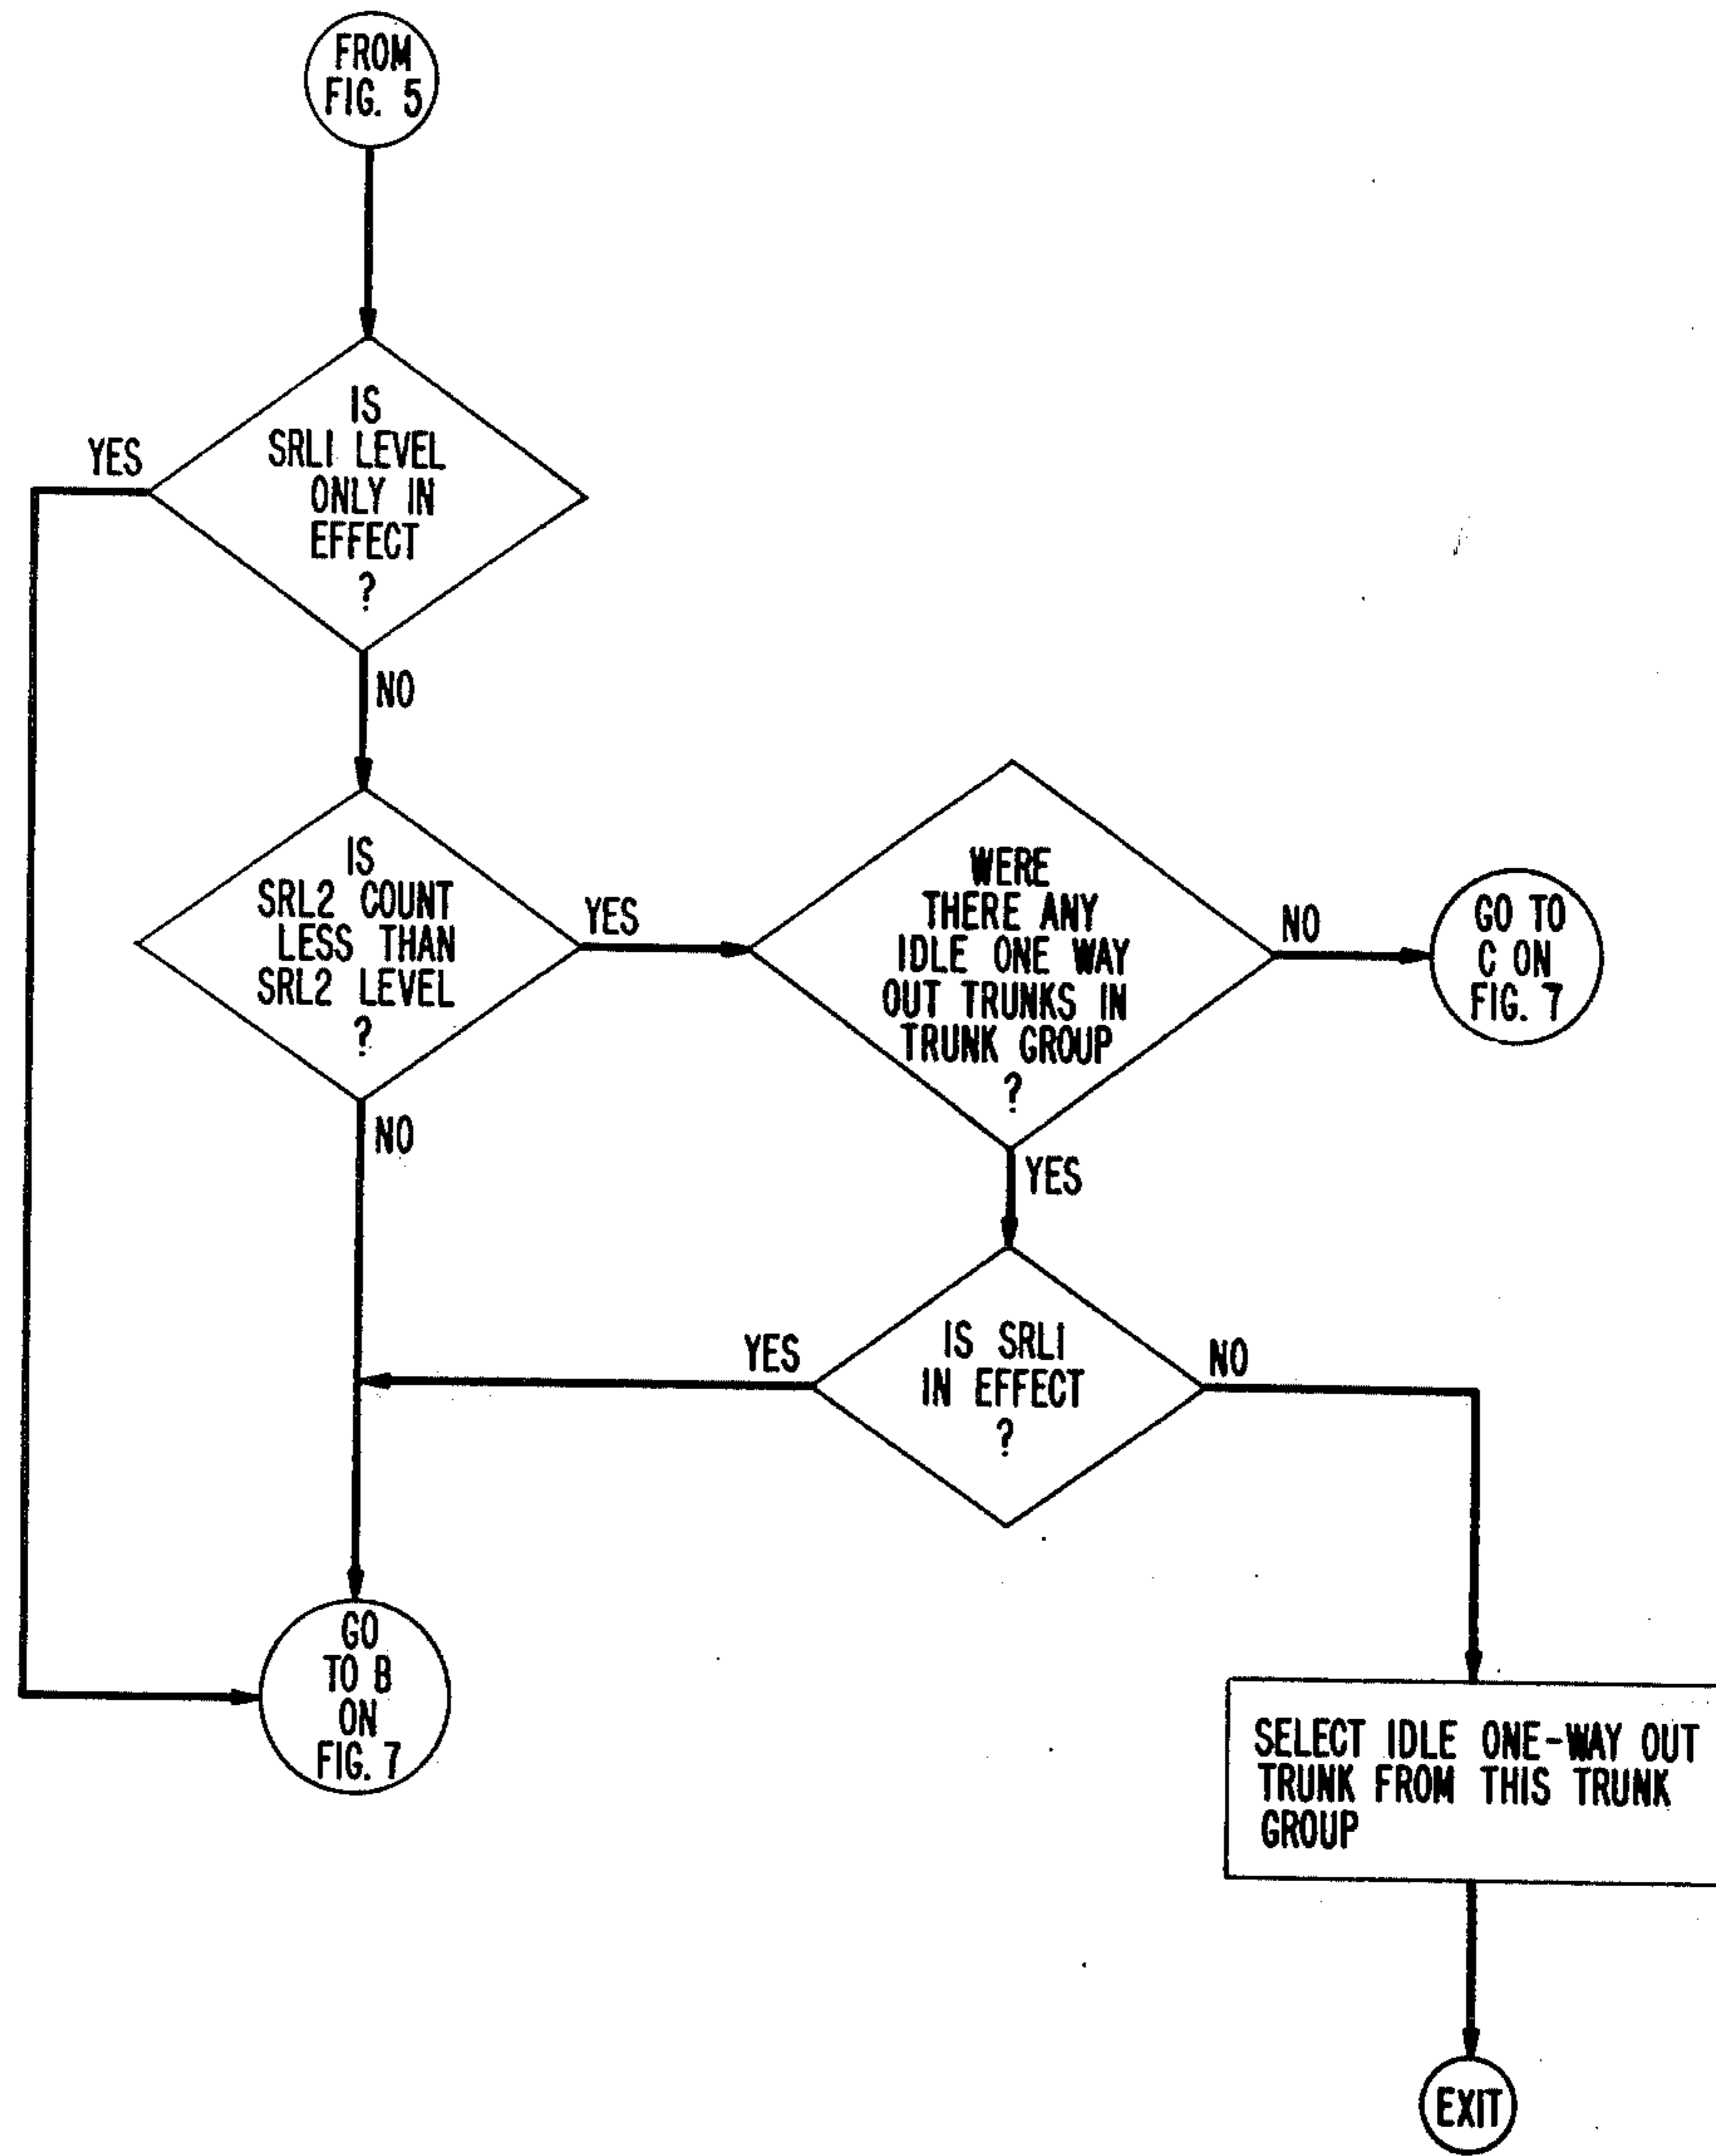 FROM
FIG. 5
IS
SRL1 LEVEL
ONLY IN
EFFECT
?
YES
NO
IS
SRL2 COUNT
LESS THAN
SRL2 LEVEL
?
YES
NO
WERE
THERE ANY
IDLE ONE WAY
OUT TRUNKS IN
TRUNK GROUP
?
NO
GO TO
C ON
FIG. 7
YES
IS SRL1
IN EFFECT
?
YES
NO
GO
TO B
ON
FIG. 7
SELECT IDLE ONE-WAY OUT
TRUNK FROM THIS TRUNK
GROUP
EXIT